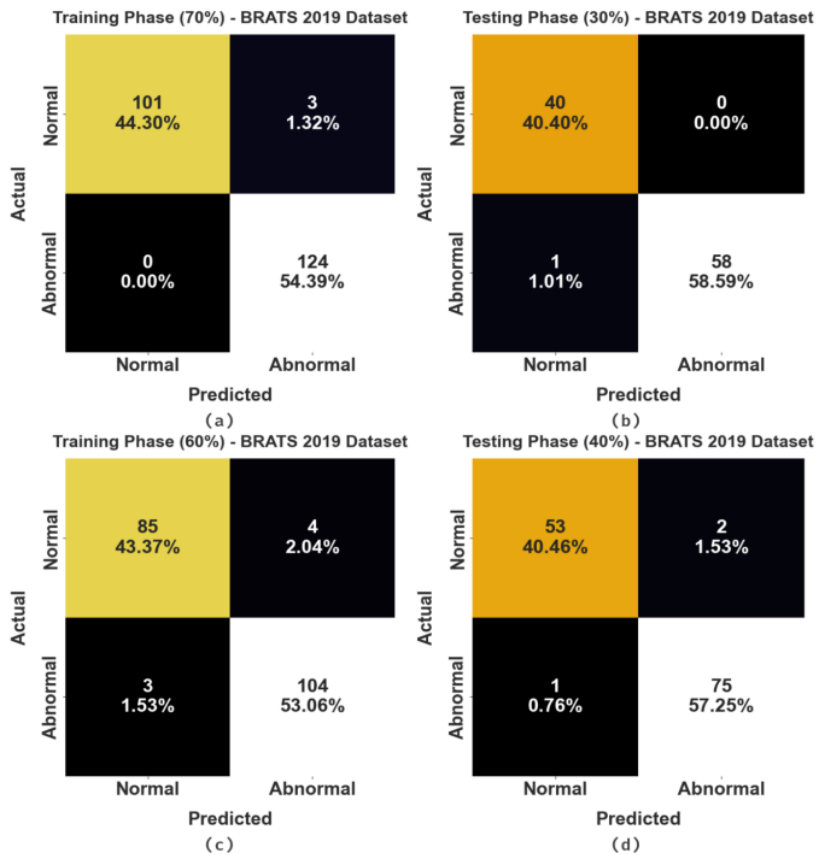 Training Phase (70%) - BRATS 2019 Dataset
Normal
101
44.30%
3
1.32%
Actual
Abnormal
0
0.00%
124
54.39%
Normal
Abnormal
Predicted
(a)
Testing Phase (30%) - BRATS 2019 Dataset
Normal
40
40.40%
0
0.00%
Actual
Abnormal
1
1.01%
58
58.59%
Normal
Abnormal
Predicted
(b)
Training Phase (60%) - BRATS 2019 Dataset
Normal
85
43.37%
4
2.04%
Actual
Abnormal
3
1.53%
104
53.06%
Normal
Abnormal
Predicted
(c)
Testing Phase (40%) - BRATS 2019 Dataset
Normal
53
40.46%
2
1.53%
Actual
Abnormal
1
0.76%
75
57.25%
Normal
Abnormal
Predicted
(d)